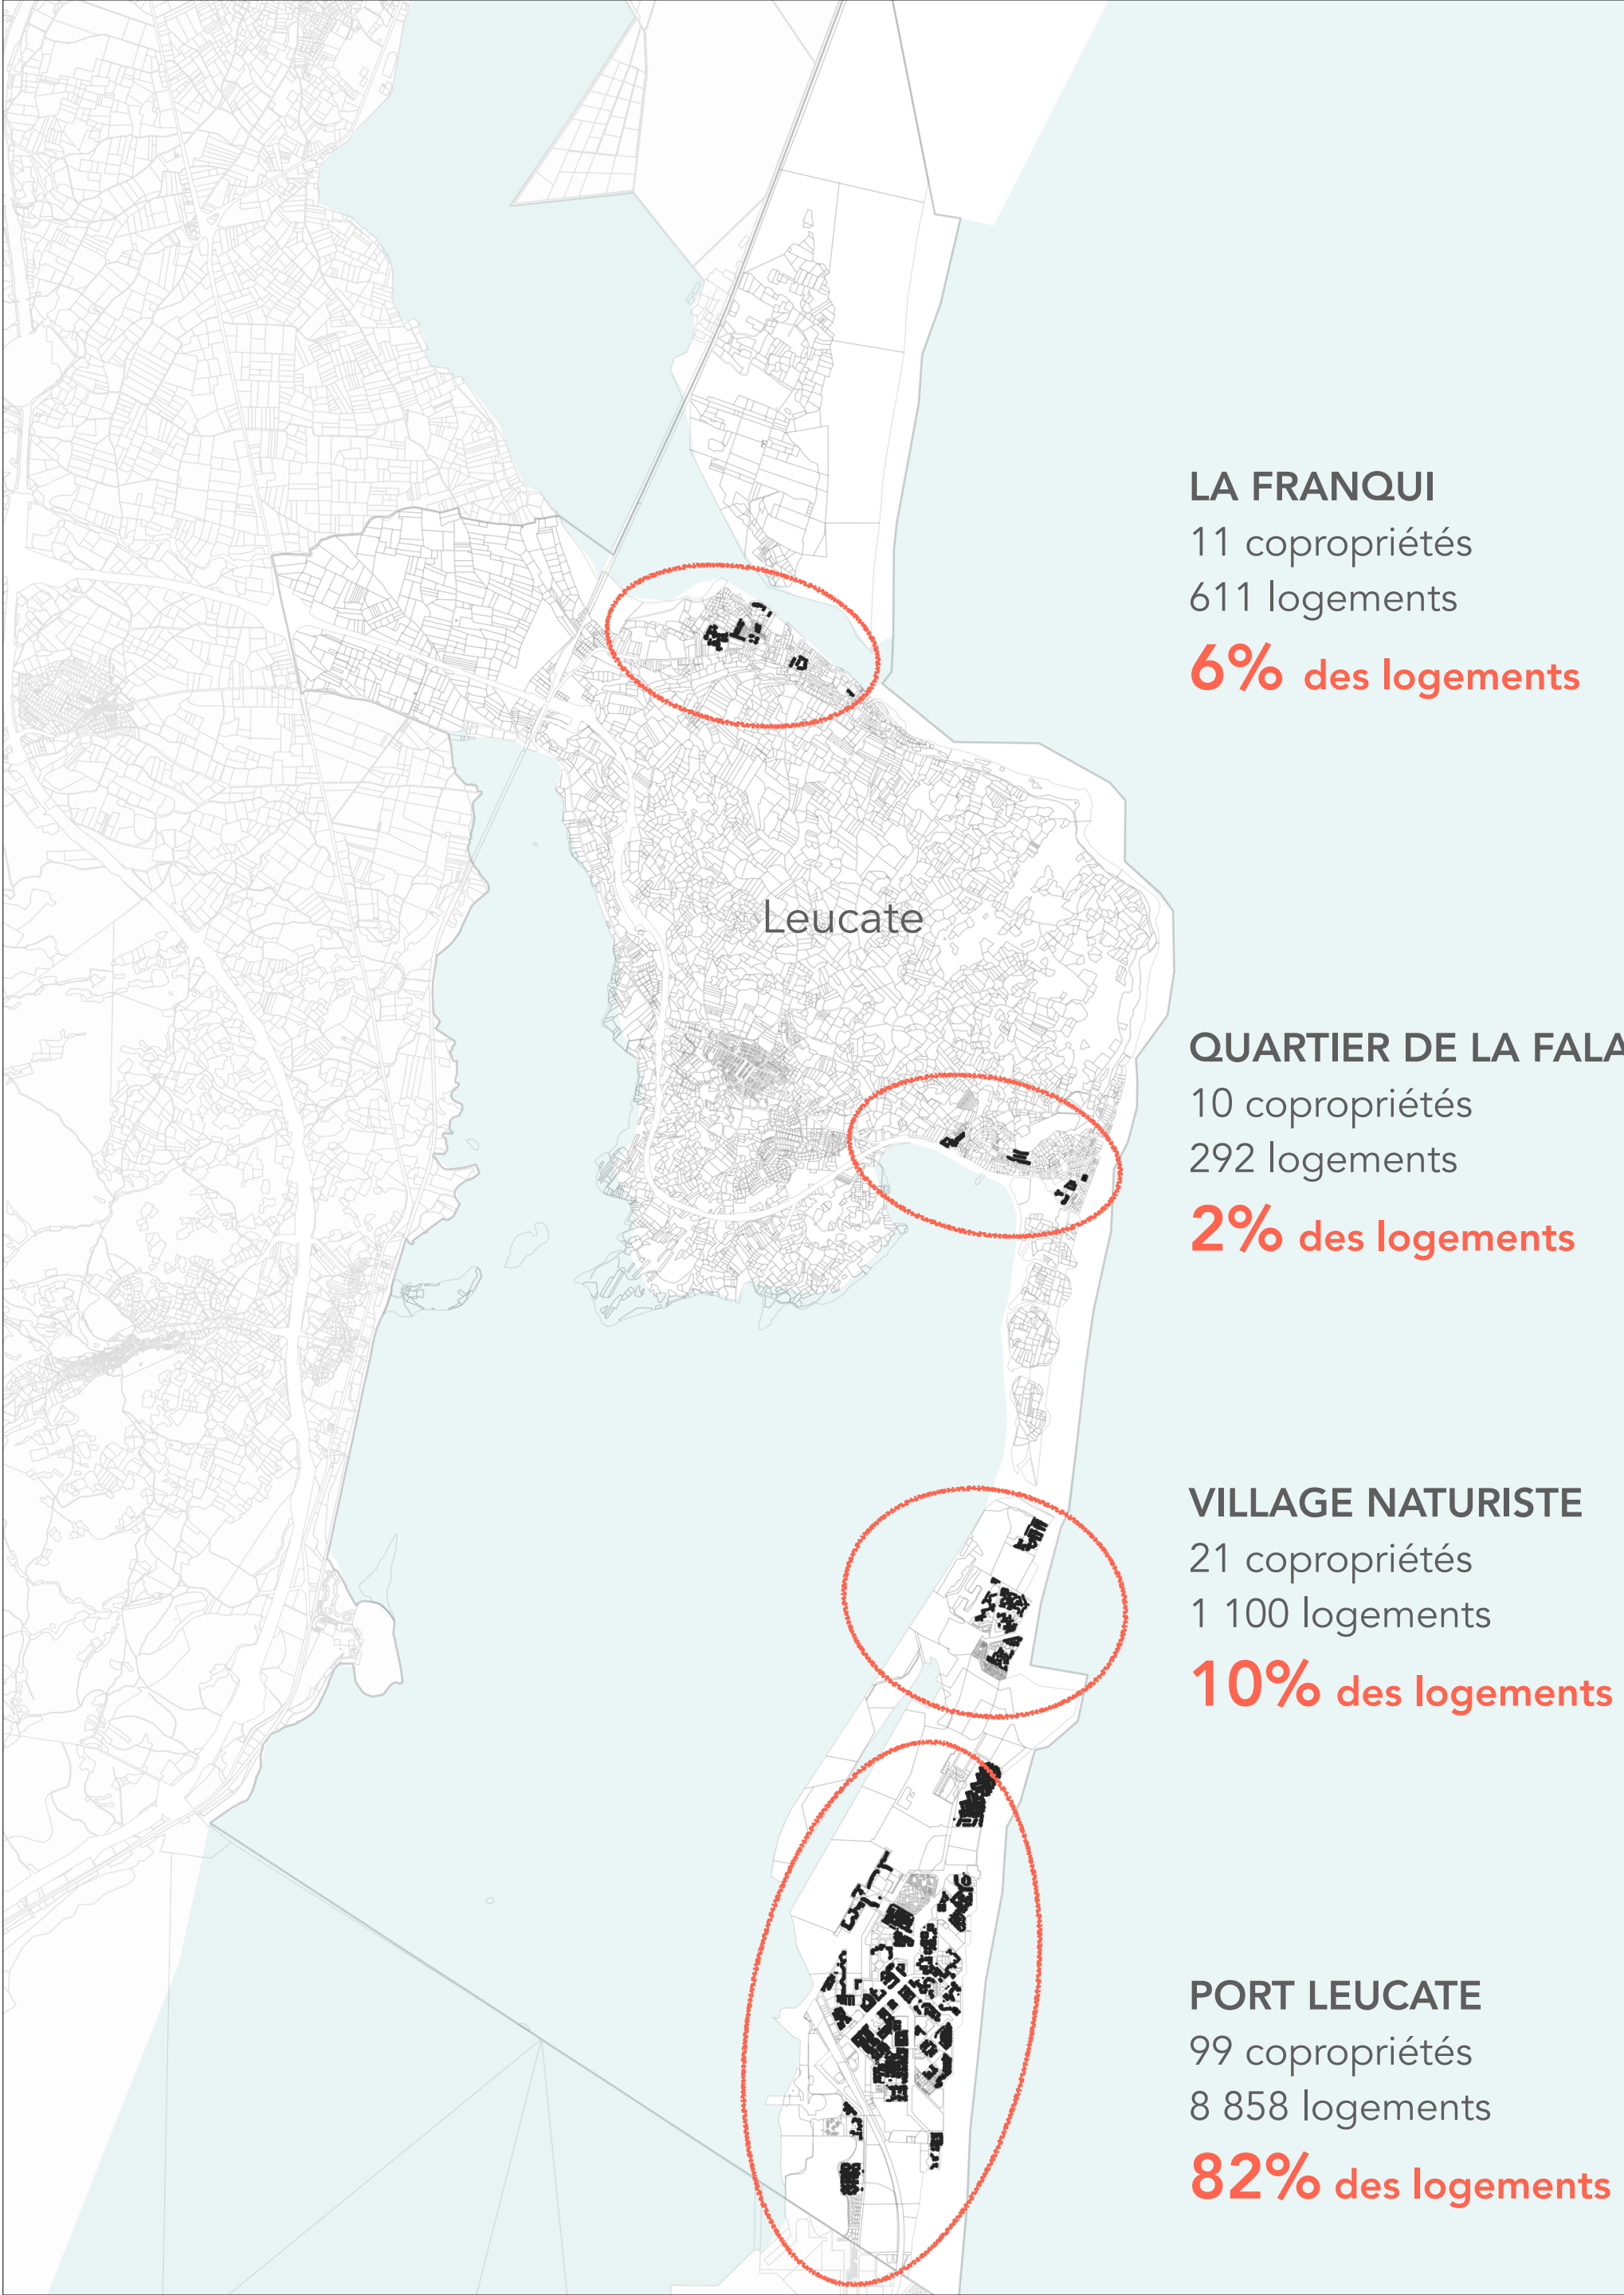 LA FRANQUI
11 copropriétés
611 logements
6% des logements
Leucate
QUARTIER DE LA FALA
10 copropriétés
292 logements
2% des logements
VILLAGE NATURISTE
21 copropriétés
1 100 logements
10% des logements
PORT LEUCATE
99 copropriétés
8 858 logements
82% des logements